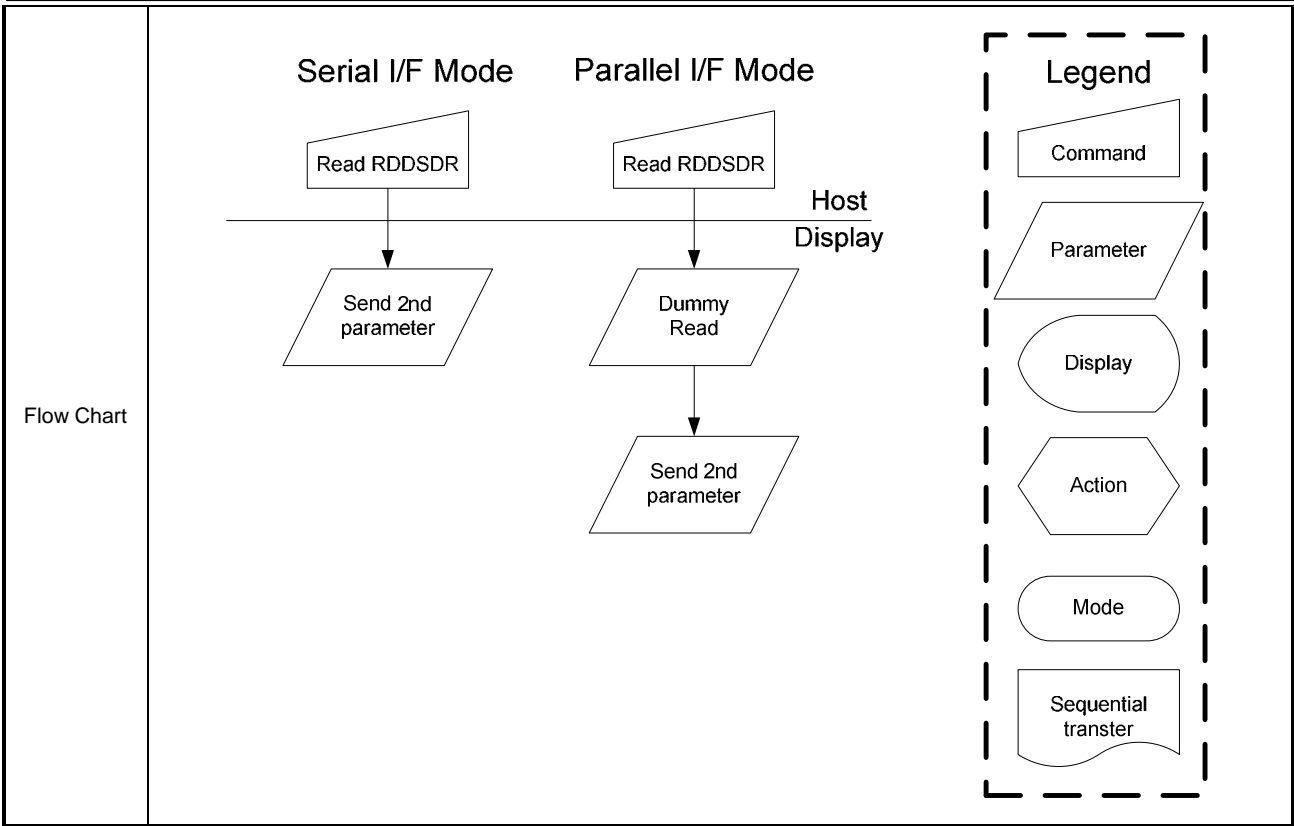 Flow Chart
Serial I/F Mode
Read RDDSDR
Send 2nd
parameter
Parallel I/F Mode
Read RDDSDR
Host
Display
Dummy
Read
Send 2nd
parameter
Legend
Command
Parameter
Display
Action
Mode
Sequential
transter